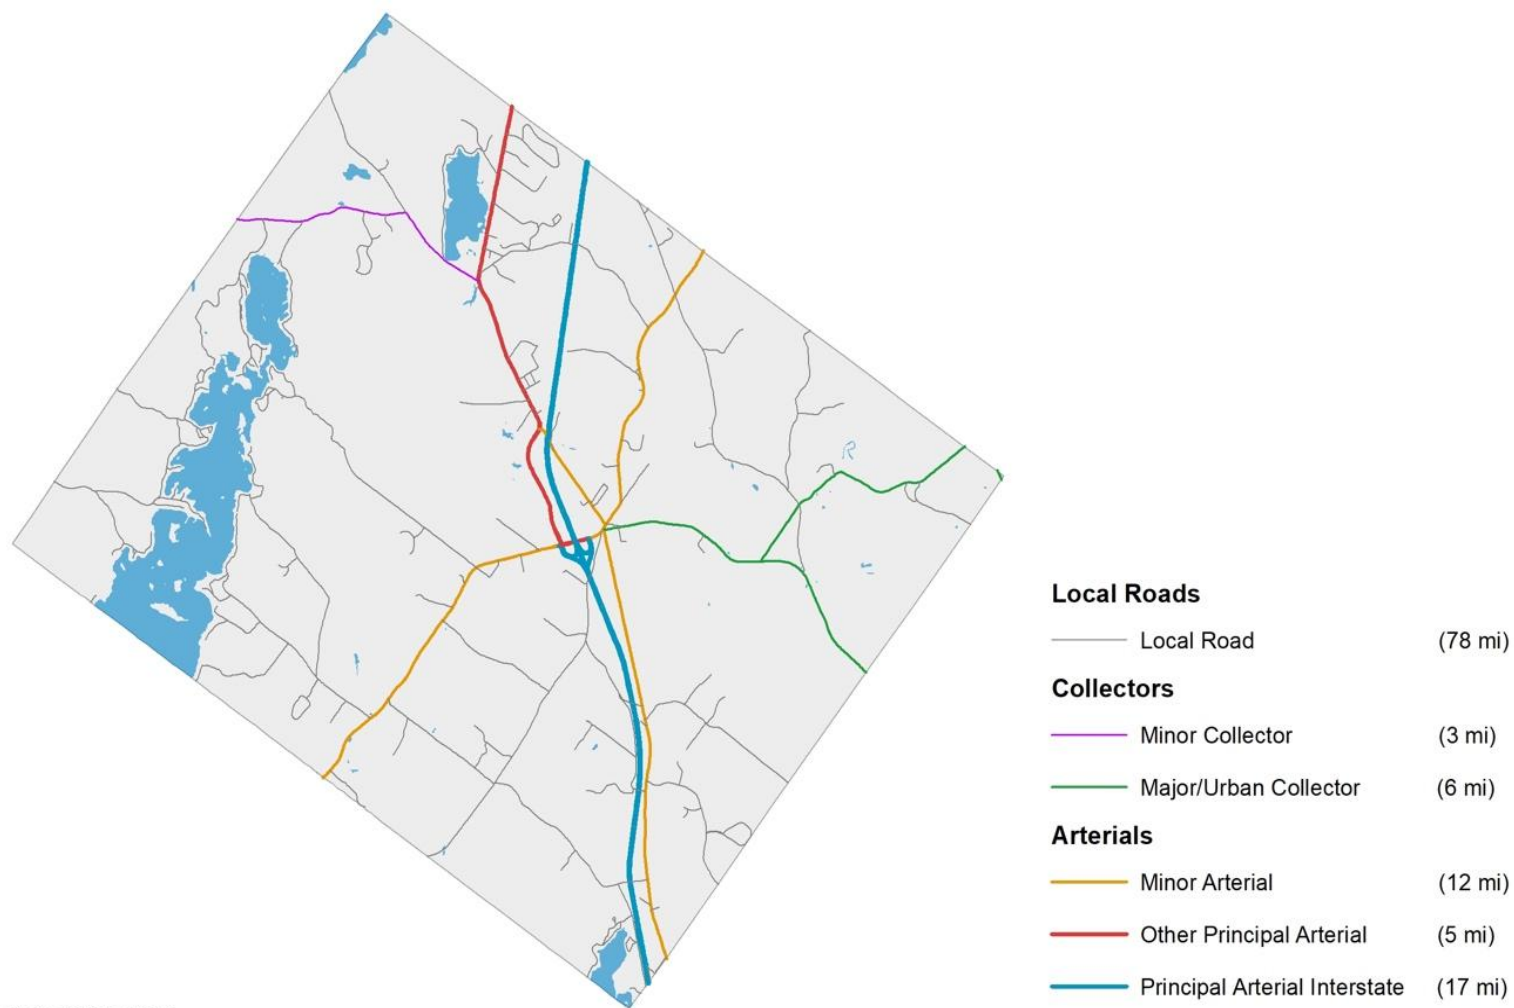 Local Roads
Local Road (78 mi)
Collectors
Minor Collector (3 mi)
Major/Urban Collector (6 mi)
Arterials
Minor Arterial (12 mi)
Other Principal Arterial (5 mi)
Principal Arterial Interstate (17 mi)